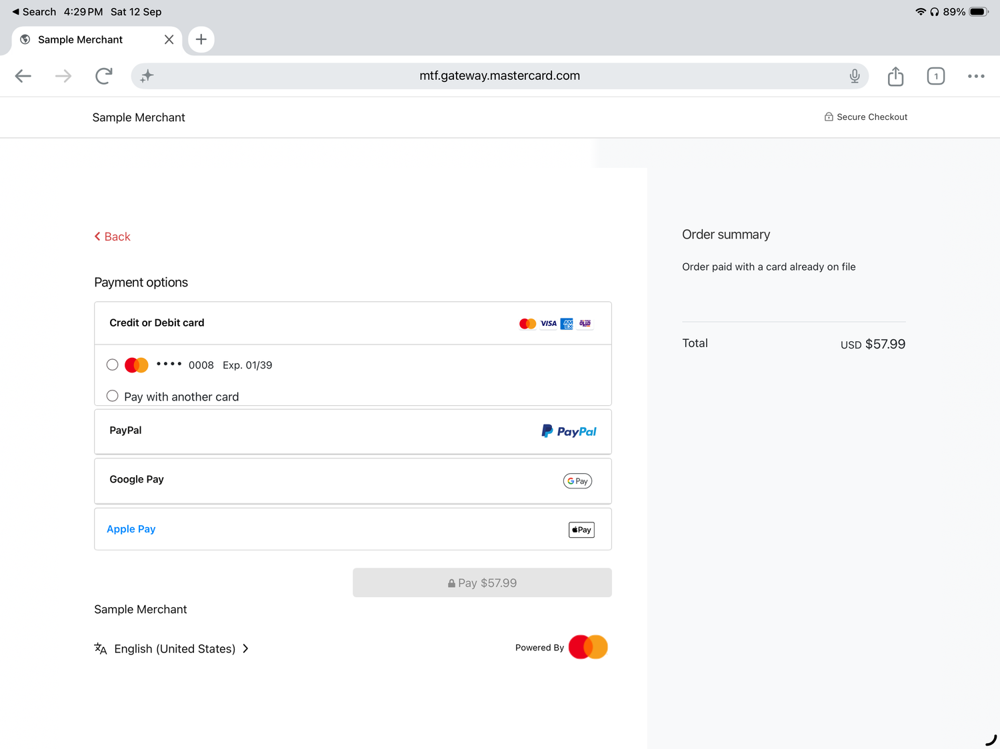 ◀ Search 4:29 PM Sat 12 Sep 89%
Sample Merchant
mtf.gateway.mastercard.com 1
Sample Merchant Secure Checkout
Back
Order summary
Order paid with a card already on file
Payment options
Credit or Debit card VISA AM EX
Total USD $57.99
•••• 0008 Exp. 01/39
Pay with another card
PayPal PayPal
Google Pay G Pay
Apple Pay Pay
Pay $57.99
Sample Merchant
English (United States) Powered By